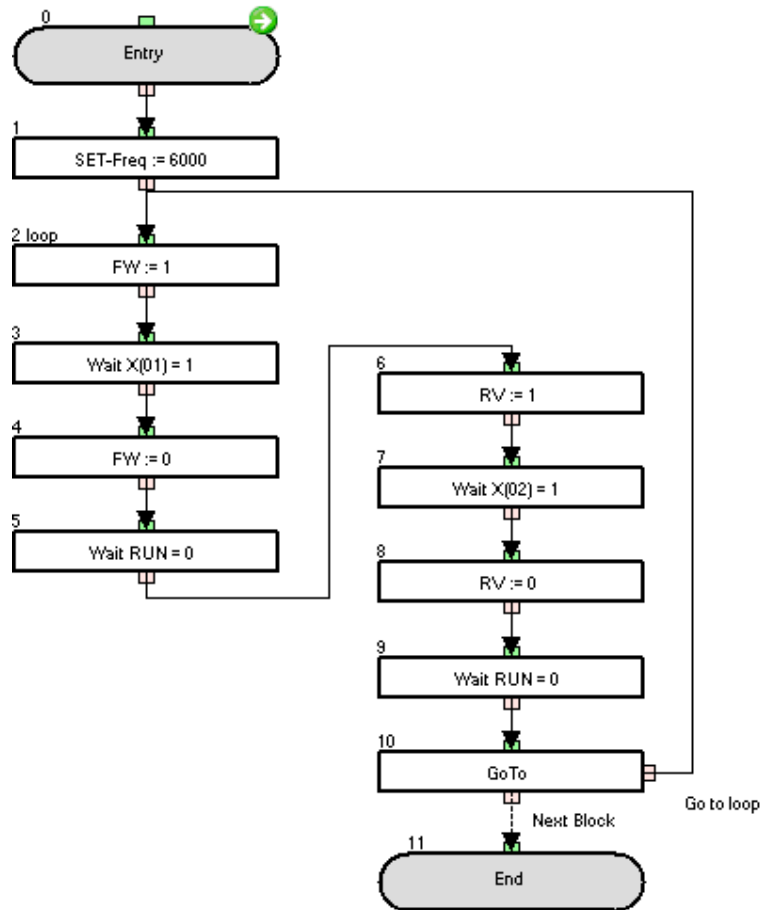 0
Entry
1
SET-Freq := 6000
2 loop
FW := 1
3
Wait X(01) = 1
4
FW := 0
5
Wait RUN = 0
6
RV := 1
7
Wait X(02) = 1
8
RV := 0
9
Wait RUN = 0
10
GoTo
Go to loop
Next Block
11
End